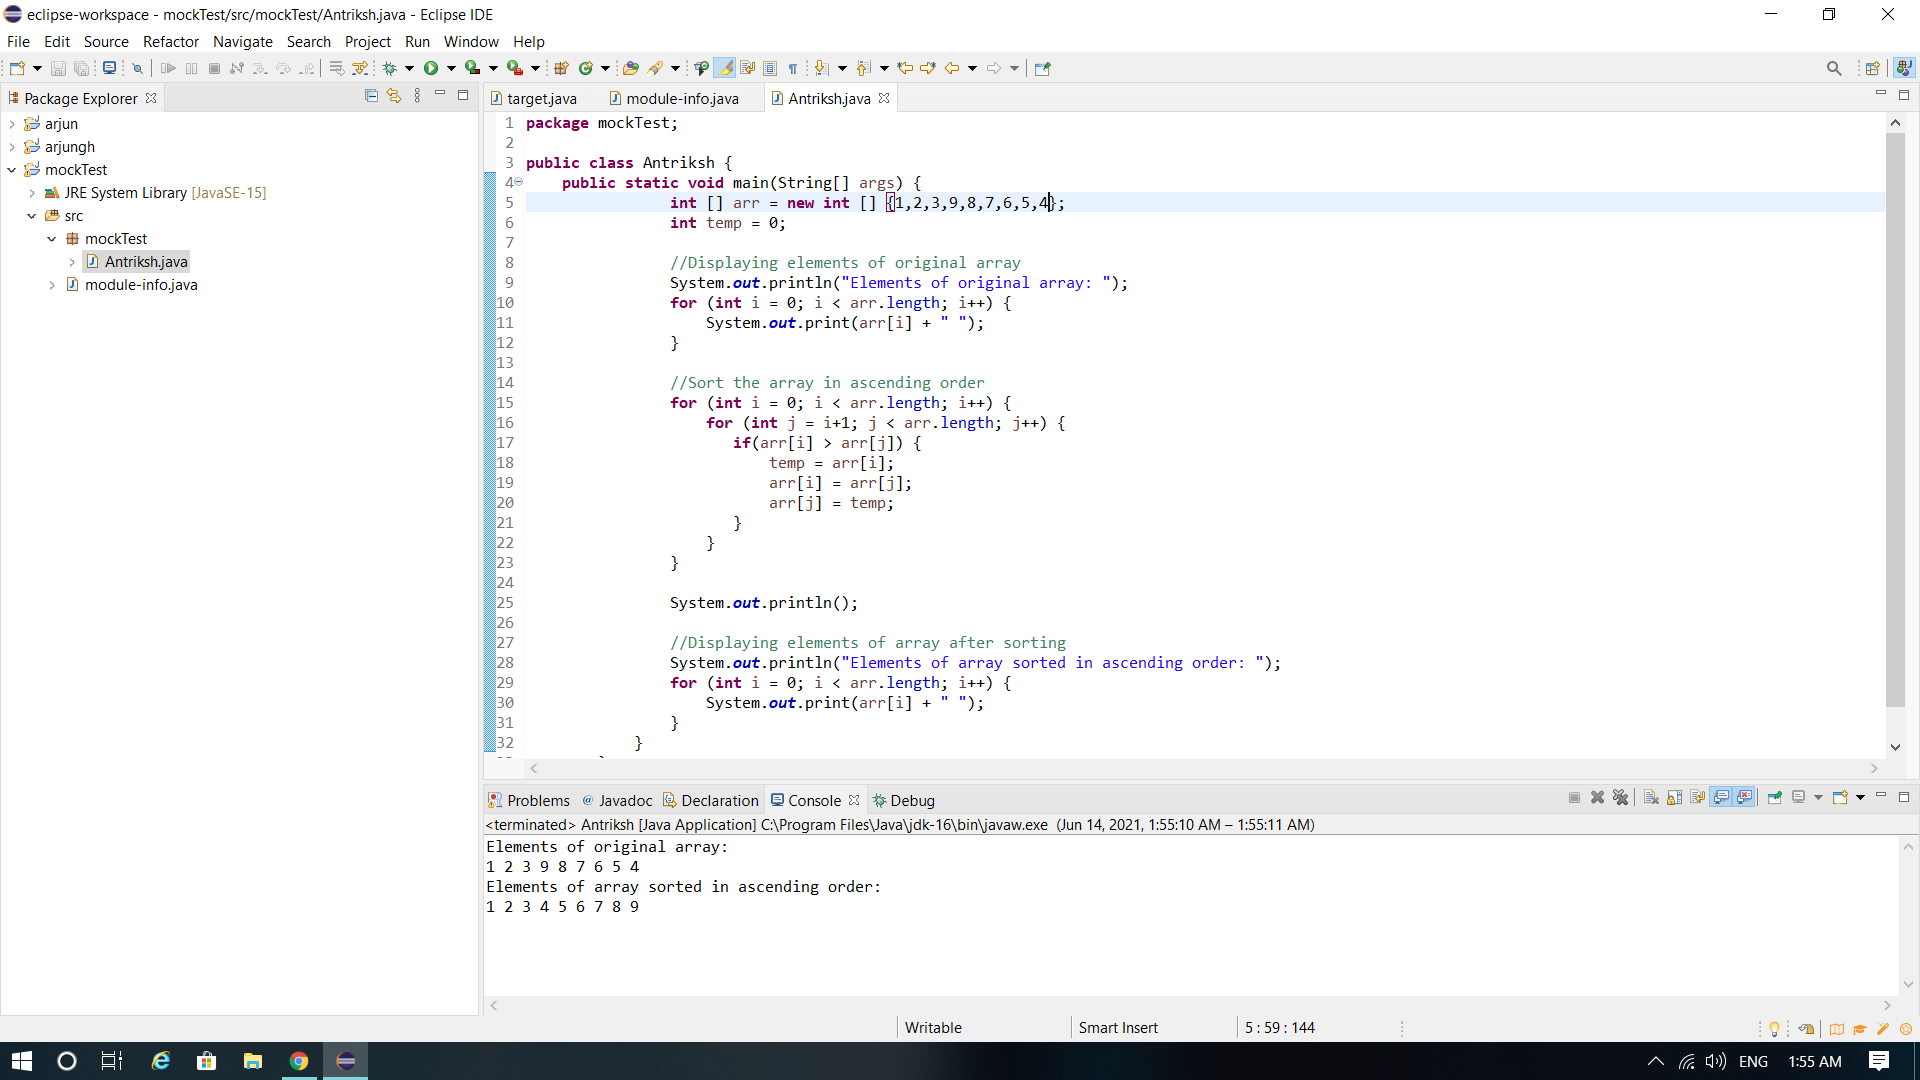 eclipse-workspace - mockTest/src/mockTest/Antriksh.java - Eclipse IDE
File Edit Source Refactor Navigate Search Project Run Window Help
Package Explorer
arjun
arjungh
mockTest
JRE System Library [JavaSE-15]
src
mockTest
Antriksh.java
module-info.java
target.java module-info.java Antriksh.java
1 package mockTest;
2
3 public class Antriksh {
4 public static void main(String[] args) {
5 int [] arr = new int [] {1,2,3,9,8,7,6,5,4};
6 int temp = 0;
7
8 //Displaying elements of original array
9 System.out.println("Elements of original array: ");
10 for (int i = 0; i < arr.length; i++) {
11 System.out.print(arr[i] + " ");
12 }
13
14 //Sort the array in ascending order
15 for (int i = 0; i < arr.length; i++) {
16 for (int j = i+1; j < arr.length; j++) {
17 if(arr[i] > arr[j]) {
18 temp = arr[i];
19 arr[i] = arr[j];
20 arr[j] = temp;
21 }
22 }
23 }
24
25 System.out.println();
26
27 //Displaying elements of array after sorting
28 System.out.println("Elements of array sorted in ascending order: ");
29 for (int i = 0; i < arr.length; i++) {
30 System.out.print(arr[i] + " ");
31 }
32 }
Problems @ Javadoc Declaration Console Debug
<terminated> Antriksh [Java Application] C:\Program Files\Java\jdk-16\bin\javaw.exe (Jun 14, 2021, 1:55:10 AM – 1:55:11 AM)
Elements of original array:
1 2 3 9 8 7 6 5 4
Elements of array sorted in ascending order:
1 2 3 4 5 6 7 8 9
Writable Smart Insert 5 : 59 : 144
ENG 1:55 AM